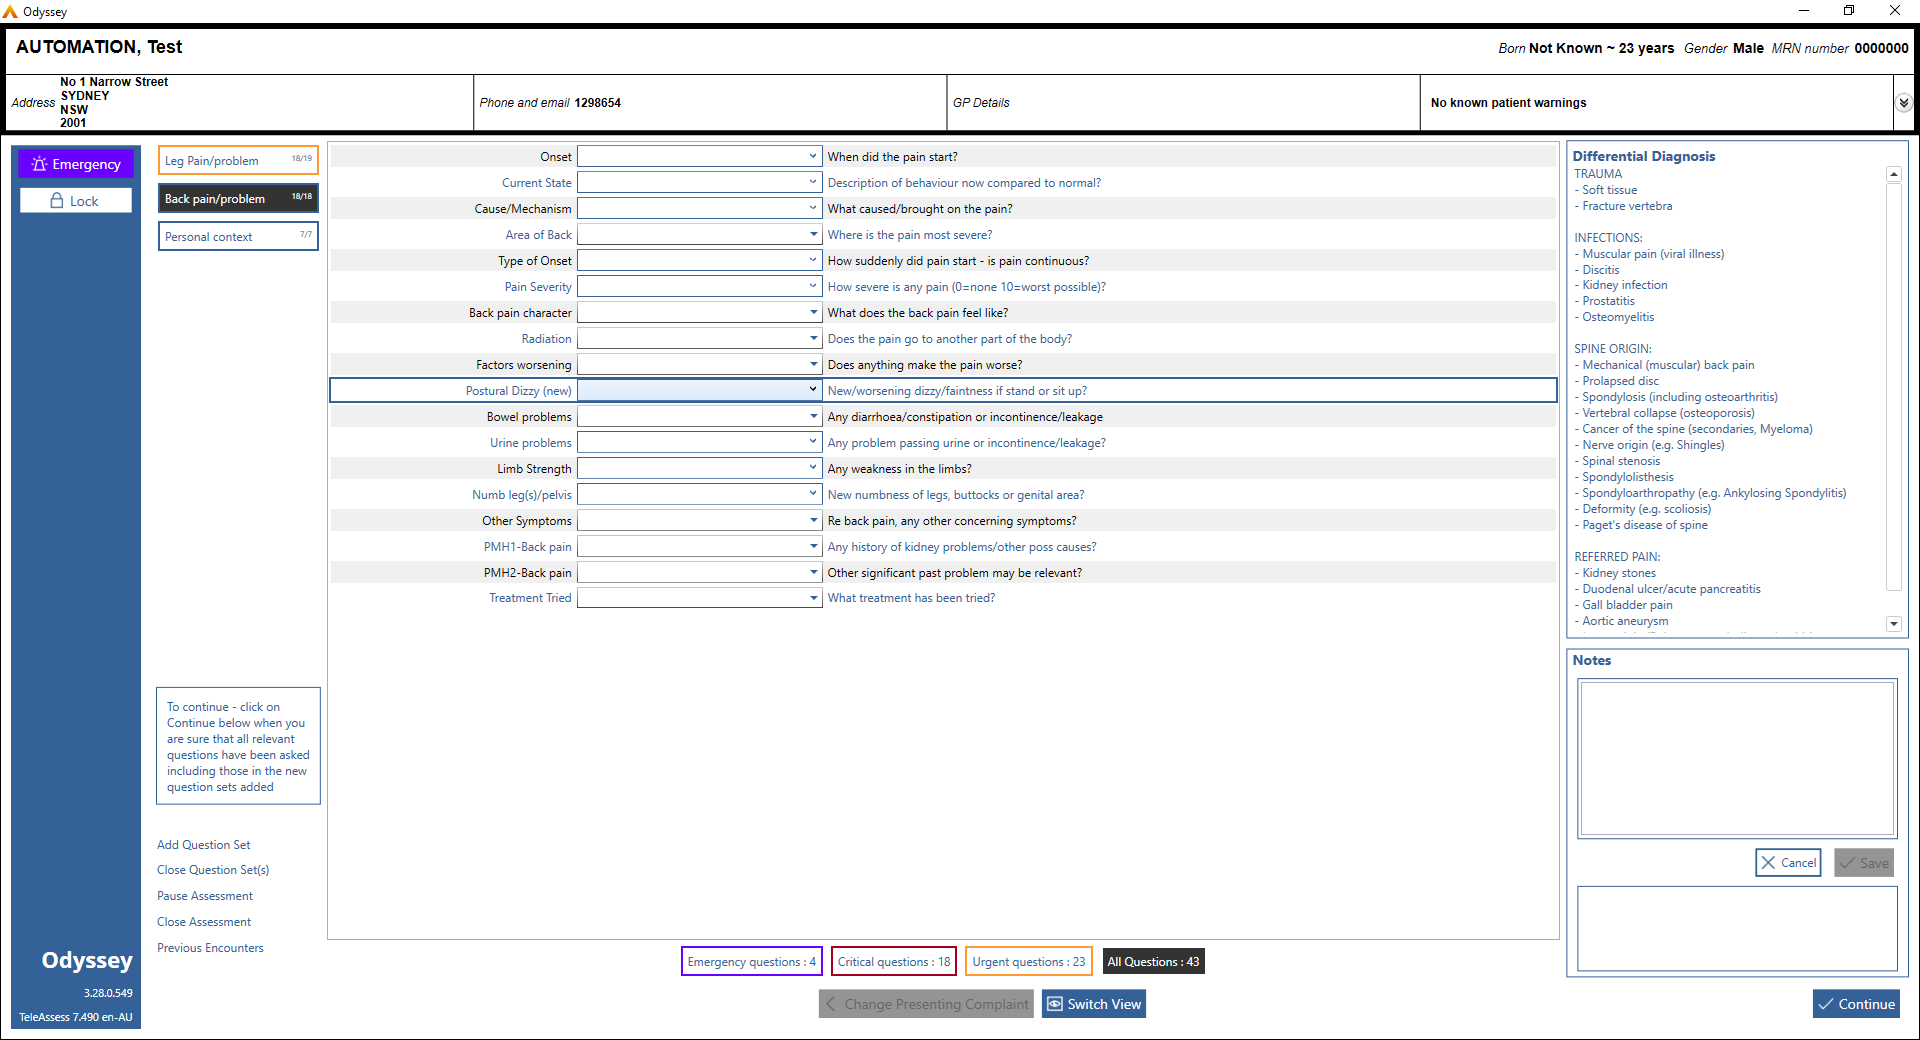 Odyssey
AUTOMATION, Test
Born Not Known ~ 23 years Gender Male MRN number 0000000
Address
No 1 Narrow Street
SYDNEY
NSW
2001
Phone and email 1298654
GP Details
No known patient warnings
Emergency
Lock
Leg Pain/problem 18/19
Back pain/problem 18/18
Personal context 7/7
Onset When did the pain start?
Current State Description of behaviour now compared to normal?
Cause/Mechanism What caused/brought on the pain?
Area of Back Where is the pain most severe?
Type of Onset How suddenly did pain start - is pain continuous?
Pain Severity How severe is any pain (0=none 10=worst possible)?
Back pain character What does the back pain feel like?
Radiation Does the pain go to another part of the body?
Factors worsening Does anything make the pain worse?
Postural Dizzy (new) New/worsening dizzy/faintness if stand or sit up?
Bowel problems Any diarrhoea/constipation or incontinence/leakage
Urine problems Any problem passing urine or incontinence/leakage?
Limb Strength Any weakness in the limbs?
Numb leg(s)/pelvis New numbness of legs, buttocks or genital area?
Other Symptoms Re back pain, any other concerning symptoms?
PMH1-Back pain Any history of kidney problems/other poss causes?
PMH2-Back pain Other significant past problem may be relevant?
Treatment Tried What treatment has been tried?
Differential Diagnosis
TRAUMA
- Soft tissue
- Fracture vertebra
INFECTIONS:
- Muscular pain (viral illness)
- Discitis
- Kidney infection
- Prostatitis
- Osteomyelitis
SPINE ORIGIN:
- Mechanical (muscular) back pain
- Prolapsed disc
- Spondylosis (including osteoarthritis)
- Vertebral collapse (osteoporosis)
- Cancer of the spine (secondaries, Myeloma)
- Nerve origin (e.g. Shingles)
- Spinal stenosis
- Spondylolisthesis
- Spondyloarthropathy (e.g. Ankylosing Spondylitis)
- Deformity (e.g. scoliosis)
- Paget's disease of spine
REFERRED PAIN:
- Kidney stones
- Duodenal ulcer/acute pancreatitis
- Gall bladder pain
- Aortic aneurysm
Notes
Cancel
Save
To continue - click on
Continue below when you
are sure that all relevant
questions have been asked
including those in the new
question sets added
Add Question Set
Close Question Set(s)
Pause Assessment
Close Assessment
Previous Encounters
Odyssey
3.28.0.549
TeleAssess 7.490 en-AU
Emergency questions : 4
Critical questions : 18
Urgent questions : 23
All Questions : 43
Change Presenting Complaint
Switch View
Continue